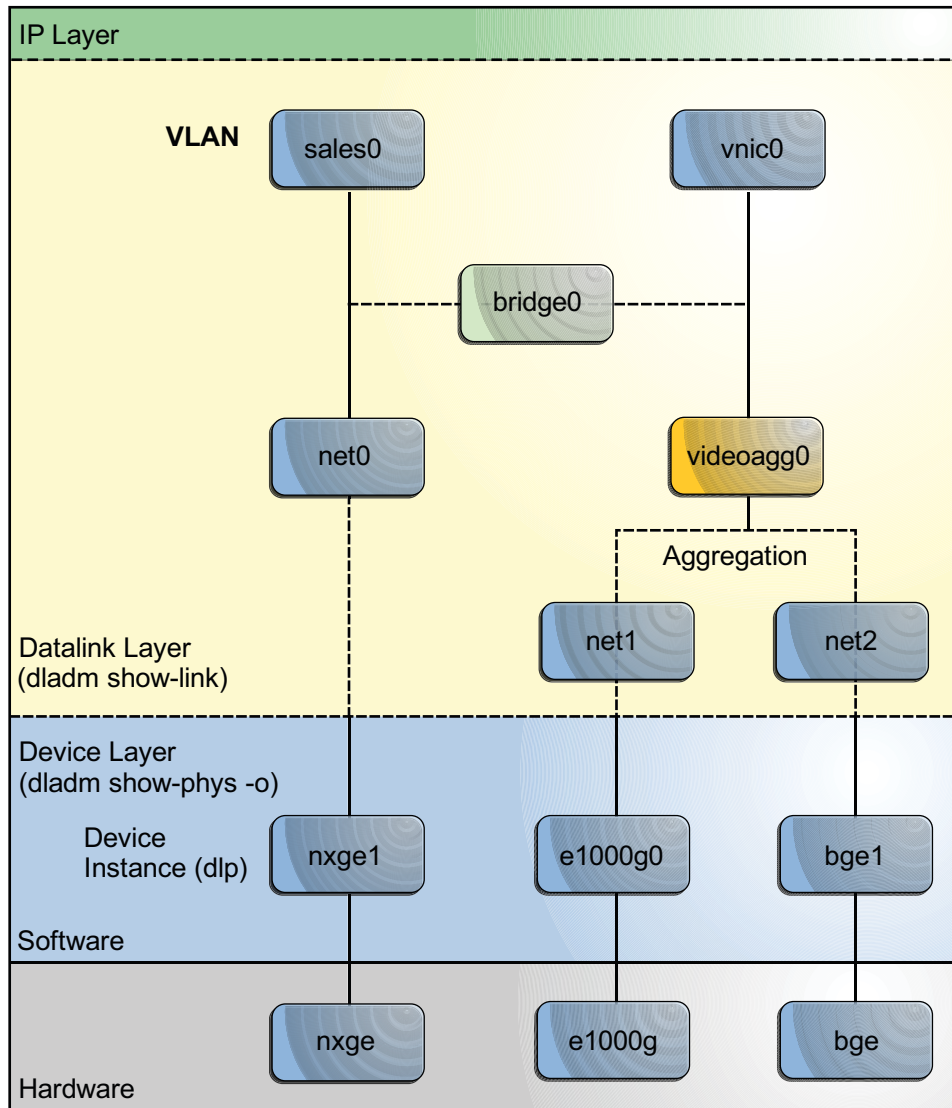 IP Layer
VLAN
sales0
vnic0
bridge0
net0
videoagg0
Aggregation
net1
net2
Datalink Layer
(dladm show-link)
Device Layer
(dladm show-phys -o)
Device
Instance (dlp)
nxge1
e1000g0
bge1
Software
nxge
e1000g
bge
Hardware